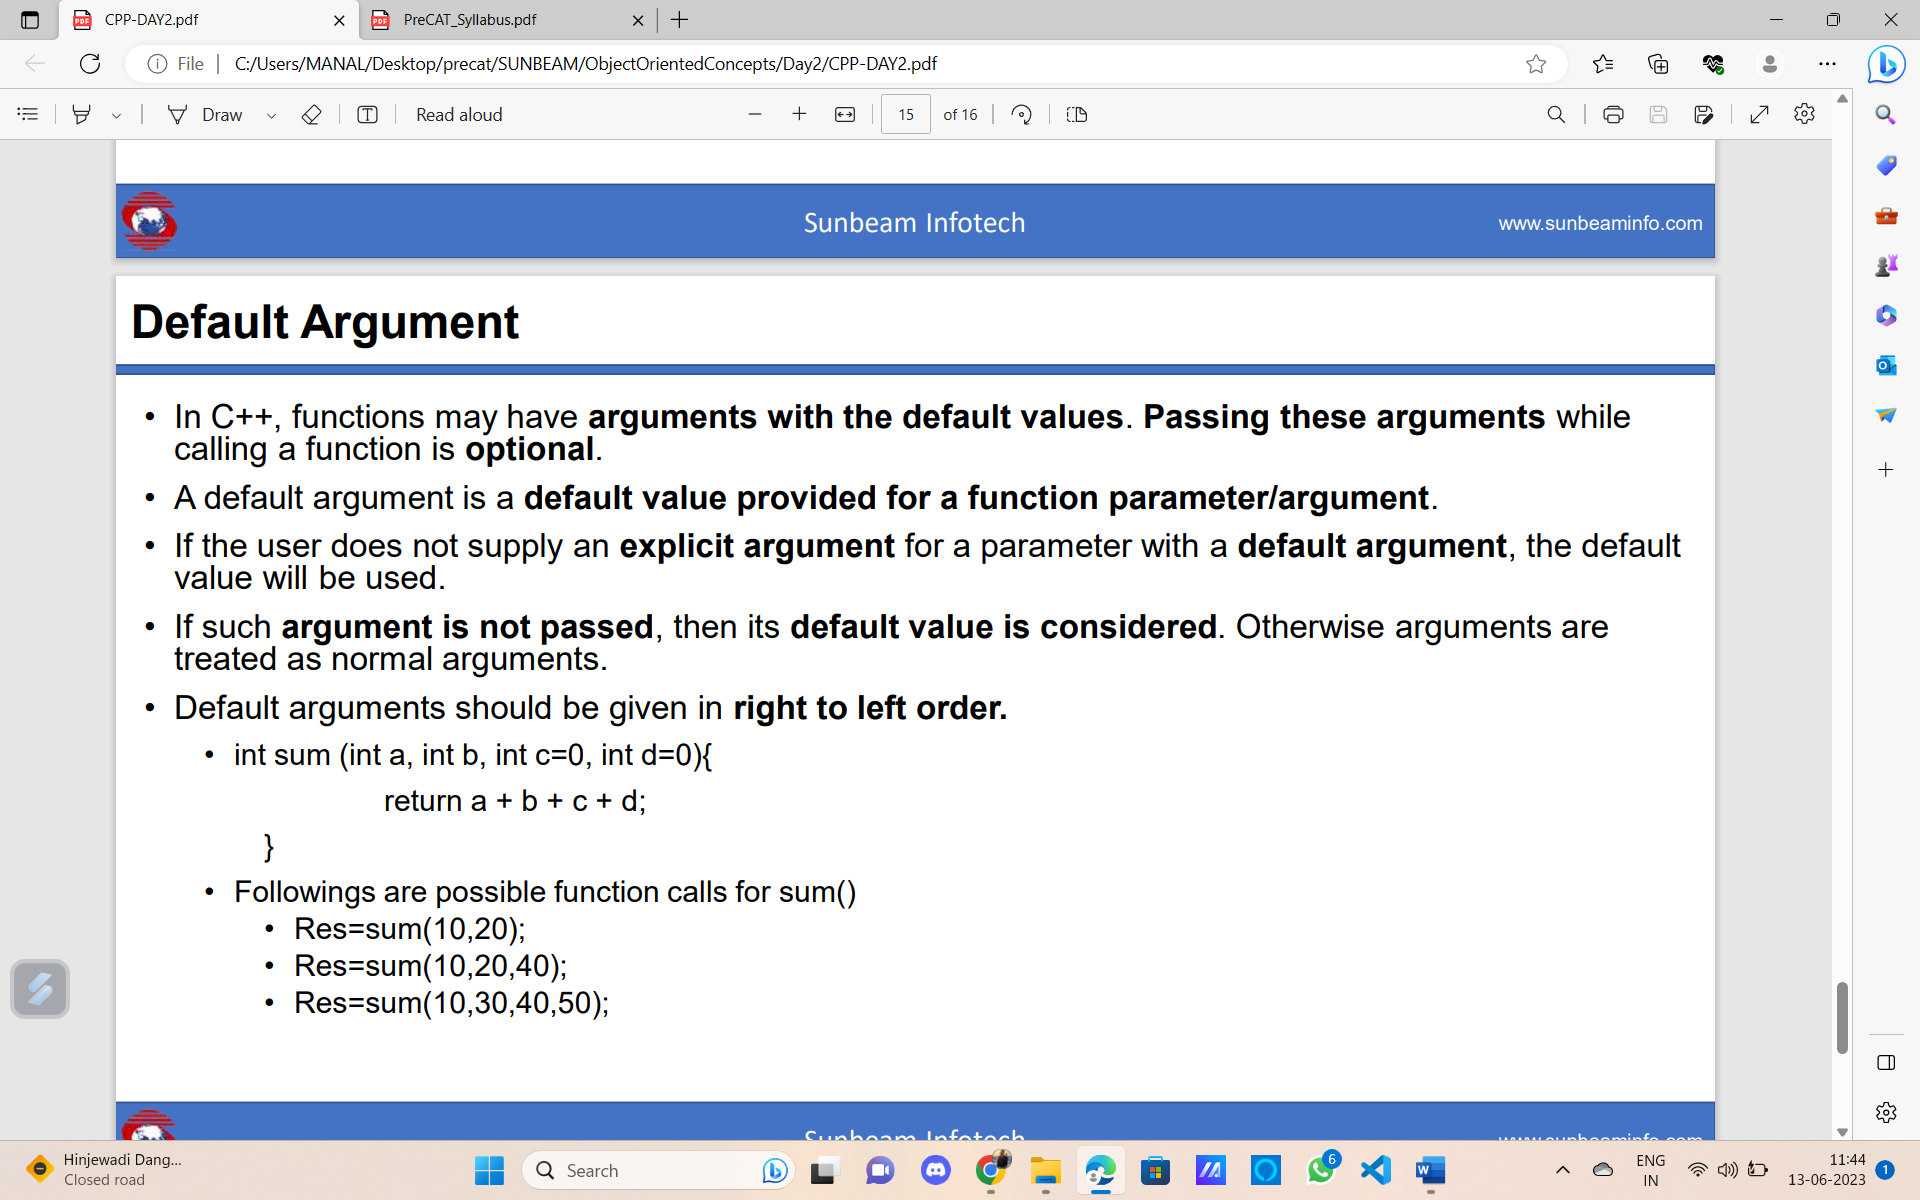 CPP-DAY2.pdf
PreCAT_Syllabus.pdf
File
C:/Users/MANAL/Desktop/precat/SUNBEAM/ObjectOrientedConcepts/Day2/CPP-DAY2.pdf
Draw
Read aloud
15
of 16
Sunbeam Infotech
www.sunbeaminfo.com
Default Argument
• In C++, functions may have arguments with the default values. Passing these arguments while
calling a function is optional.
• A default argument is a default value provided for a function parameter/argument.
• If the user does not supply an explicit argument for a parameter with a default argument, the default
value will be used.
• If such argument is not passed, then its default value is considered. Otherwise arguments are
treated as normal arguments.
• Default arguments should be given in right to left order.
• int sum (int a, int b, int c=0, int d=0){
return a + b + c + d;
}
• Followings are possible function calls for sum()
• Res=sum(10,20);
• Res=sum(10,20,40);
• Res=sum(10,30,40,50);
Sunbeam Infotech
www.sunbeaminfo.com
Hinjewadi Dang...
Closed road
Search
6
ENG
IN
11:44
13-06-2023
1